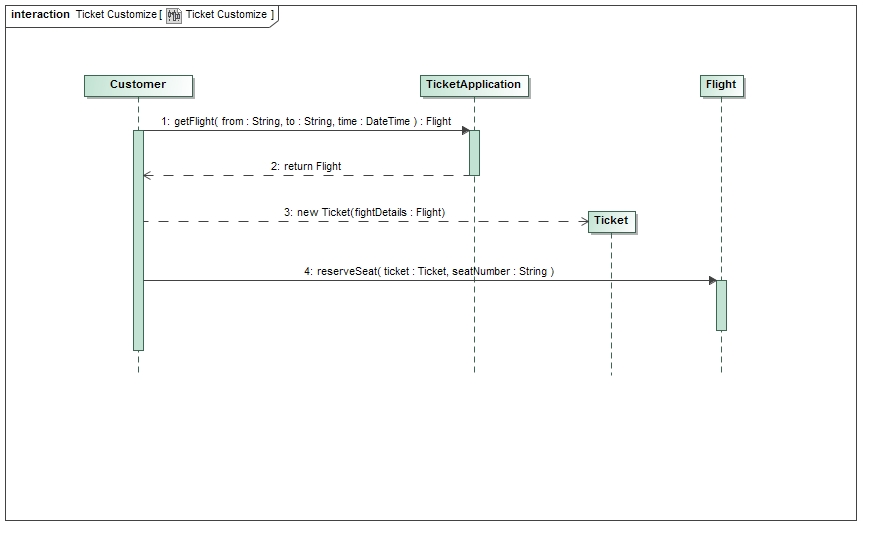 interaction Ticket Customize [ Ticket Customize ]
Customer
TicketApplication
Flight
1: getFlight( from : String, to : String, time : DateTime ) : Flight
2: return Flight
3: new Ticket(fightDetails : Flight)
Ticket
4: reserveSeat( ticket : Ticket, seatNumber : String )